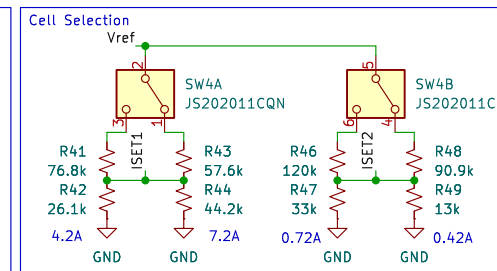 Cell Selection
Vref
2
5
SW4A
JS202011CQN
SW4B
JS202011C
3
1
6
4
ISET1
ISET2
R41
76.8k
R43
57.6k
R46
120k
R48
90.9k
R42
26.1k
R44
44.2k
R47
33k
R49
13k
4.2A
7.2A
0.72A
0.42A
GND
GND
GND
GND